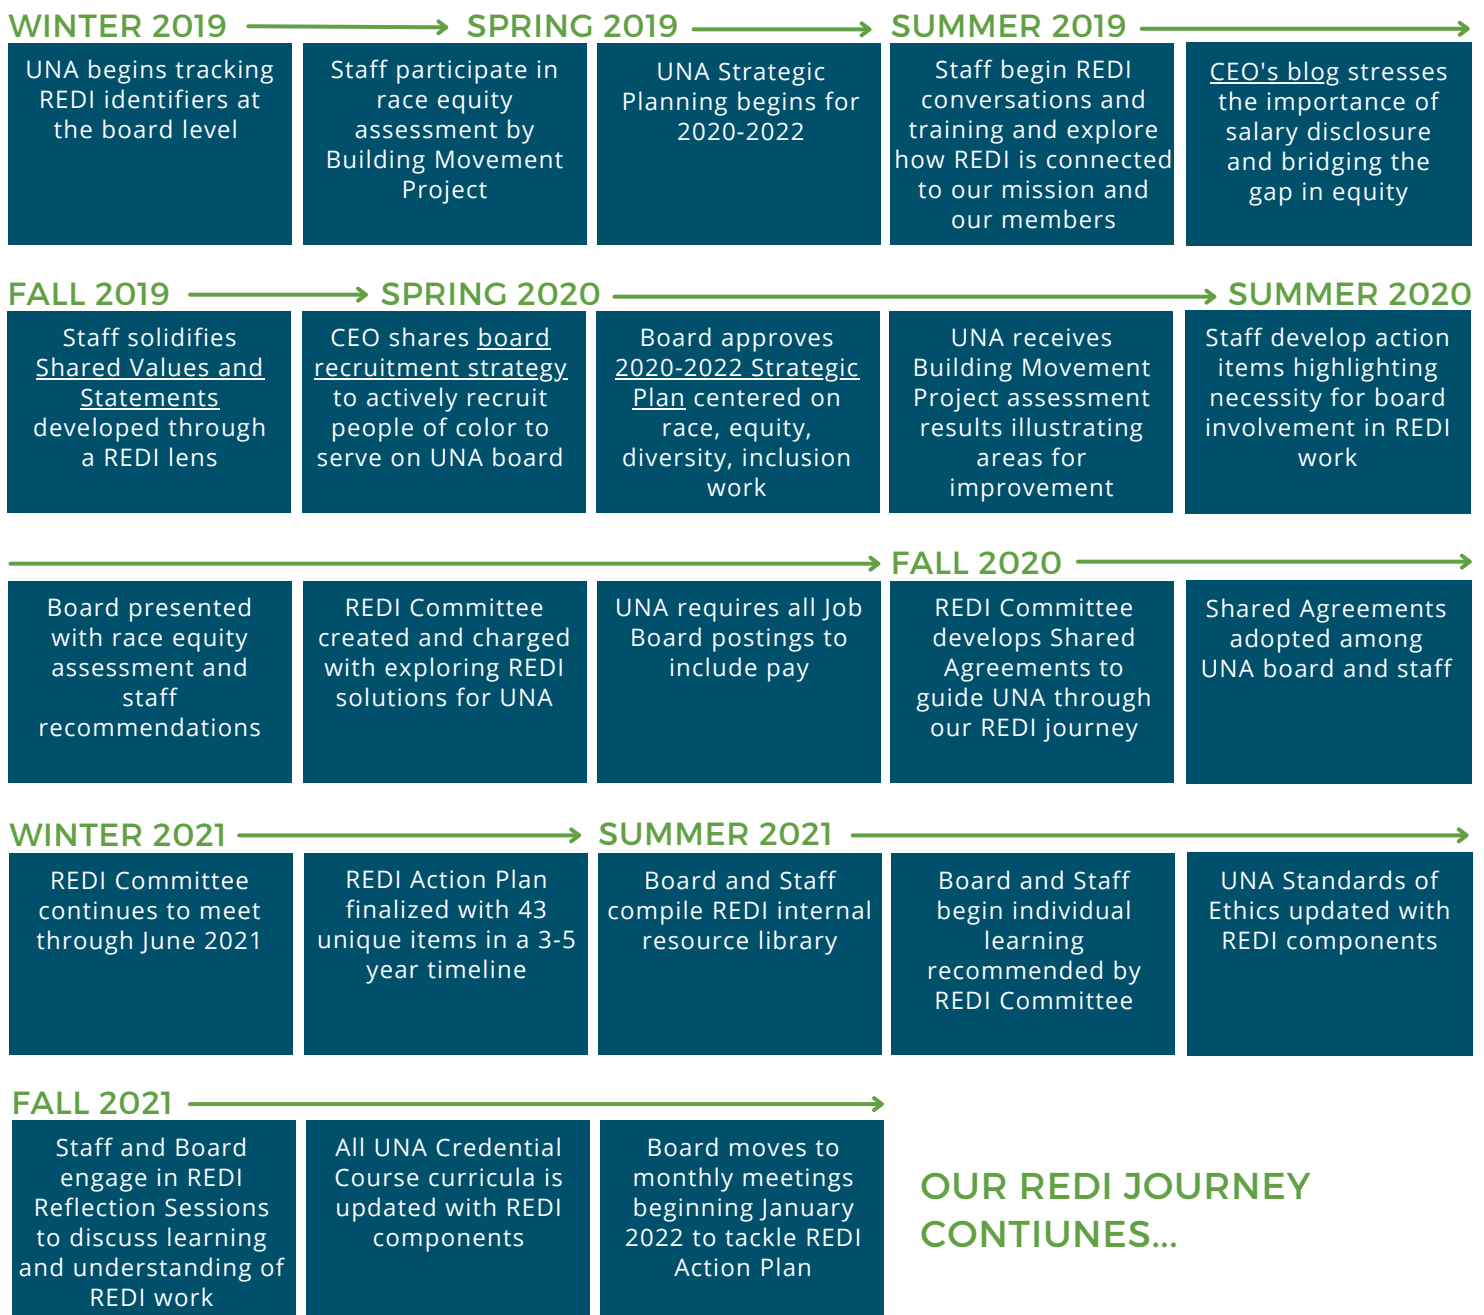 WINTER 2019
SPRING 2019
SUMMER 2019
UNA begins tracking
REDI identifiers at
the board level
Staff participate in
race equity
assessment by
Building Movement
Project
UNA Strategic
Planning begins for
2020-2022
Staff begin REDI
conversations and
training and explore
how REDI is connected
to our mission and
our members
CEO's blog stresses
the importance of
salary disclosure
and bridging the
gap in equity
FALL 2019
SPRING 2020
SUMMER 2020
Staff solidifies
Shared Values and
Statements
developed through
a REDI lens
CEO shares board
recruitment strategy
to actively recruit
people of color to
serve on UNA board
Board approves
2020-2022 Strategic
Plan centered on
race, equity,
diversity, inclusion
work
UNA receives
Building Movement
Project assessment
results illustrating
areas for
improvement
Staff develop action
items highlighting
necessity for board
involvement in REDI
work
FALL 2020
Board presented
with race equity
assessment and
staff
recommendations
REDI Committee
created and charged
with exploring REDI
solutions for UNA
UNA requires all Job
Board postings to
include pay
REDI Committee
develops Shared
Agreements to
guide UNA through
our REDI journey
Shared Agreements
adopted among
UNA board and staff
WINTER 2021
SUMMER 2021
REDI Committee
continues to meet
through June 2021
REDI Action Plan
finalized with 43
unique items in a 3-5
year timeline
Board and Staff
compile REDI internal
resource library
Board and Staff
begin individual
learning
recommended by
REDI Committee
UNA Standards of
Ethics updated with
REDI components
FALL 2021
Staff and Board
engage in REDI
Reflection Sessions
to discuss learning
and understanding of
REDI work
All UNA Credential
Course curricula is
updated with REDI
components
Board moves to
monthly meetings
beginning January
2022 to tackle REDI
Action Plan
OUR REDI JOURNEY
CONTIUNES...